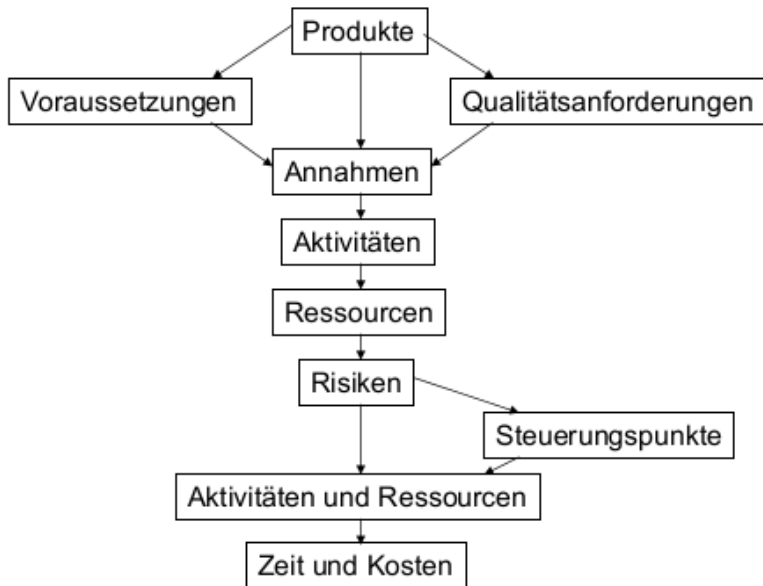 Produkte
Voraussetzungen
Qualitätsanforderungen
Annahmen
Aktivitäten
Ressourcen
Risiken
Steuerungspunkte
Aktivitäten und Ressourcen
Zeit und Kosten